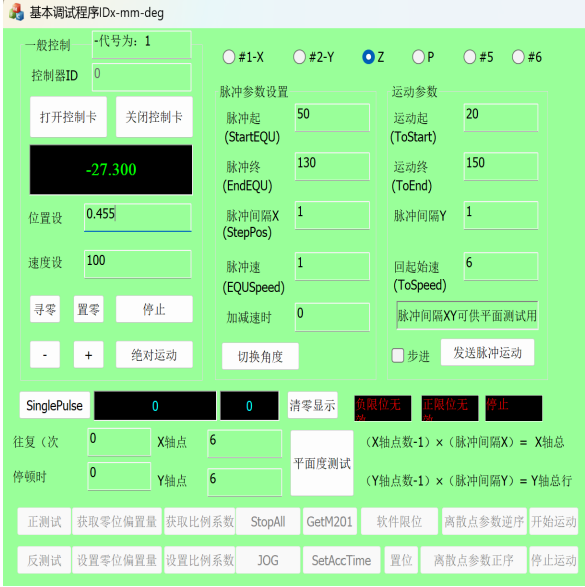 基本调试程序IDx-mm-deg
一般控制
-代号为：1
控制器ID
0
打开控制卡
关闭控制卡
-27.300
位置设
0.455
速度设
100
寻零
置零
停止
-
+
绝对运动
#1-X
#2-Y
Z
P
#5
#6
脉冲参数设置
运动参数
脉冲起
(StartEQU)
50
运动起
(ToStart)
20
脉冲终
(EndEQU)
130
运动终
(ToEnd)
150
脉冲间隔X
(StepPos)
1
脉冲间隔Y
1
脉冲速
(EQUSpeed)
1
回起始速
(ToSpeed)
6
加减速时
0
脉冲间隔XY可供平面测试用
切换角度
步进
发送脉冲运动
SinglePulse
0
0
清零显示
负限位无
正限位无
停止
往复（次
0
X轴点
6
停顿时
0
Y轴点
6
平面度测试
（X轴点数-1）×（脉冲间隔X）= X轴总
（Y轴点数-1）×（脉冲间隔Y）= Y轴总行
正测试
获取零位偏置量
获取比例系数
StopAll
GetM201
软件限位
离散点参数逆序
开始运动
反测试
设置零位偏置量
设置比例系数
JOG
SetAccTime
置位
离散点参数正序
停止运动